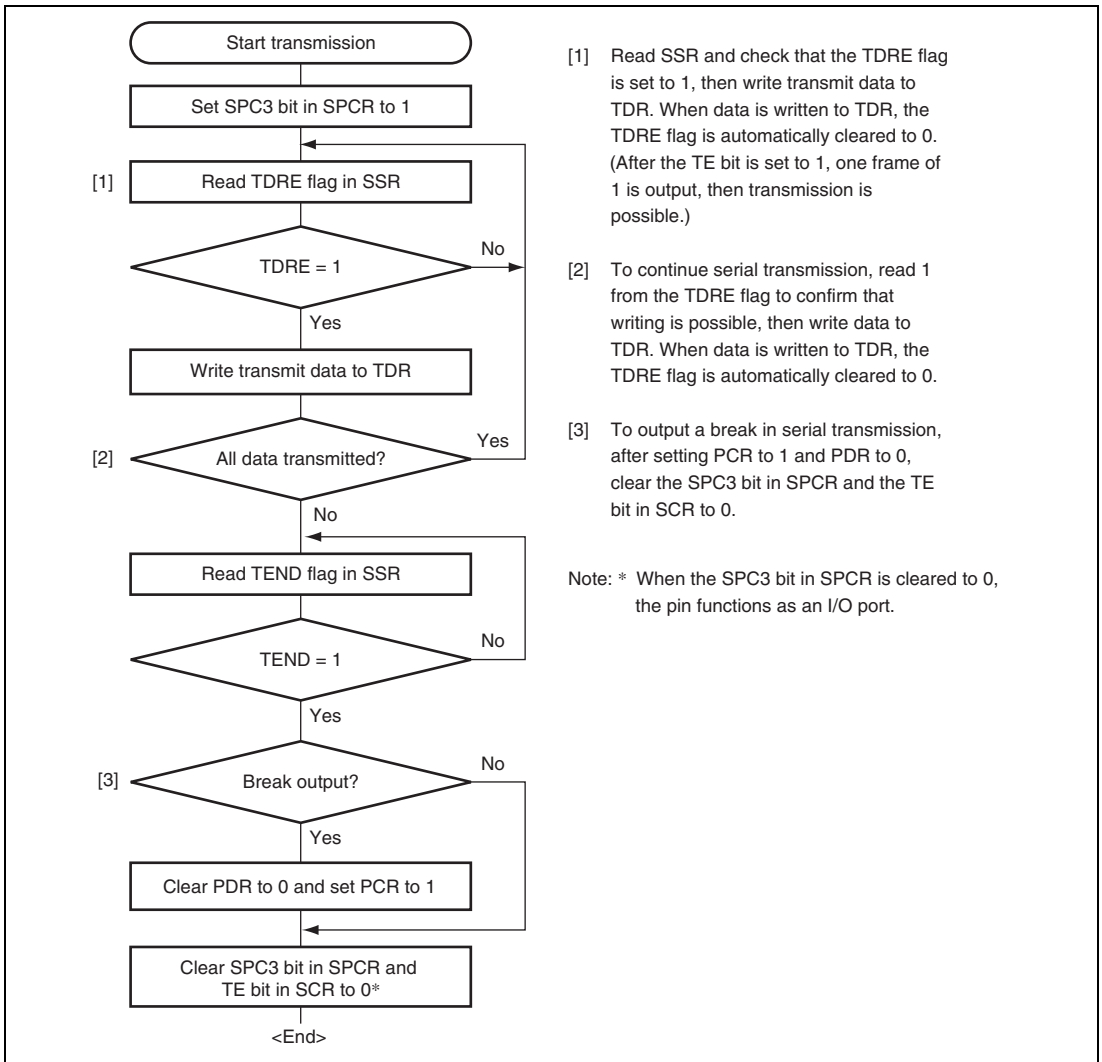 Start transmission
Set SPC3 bit in SPCR to 1
[1]
Read TDRE flag in SSR
TDRE = 1
No
Yes
Write transmit data to TDR
[2]
All data transmitted?
Yes
No
Read TEND flag in SSR
TEND = 1
No
Yes
[3]
Break output?
No
Yes
Clear PDR to 0 and set PCR to 1
Clear SPC3 bit in SPCR and
TE bit in SCR to 0*
<End>
[1] Read SSR and check that the TDRE flag
is set to 1, then write transmit data to
TDR. When data is written to TDR, the
TDRE flag is automatically cleared to 0.
(After the TE bit is set to 1, one frame of
1 is output, then transmission is
possible.)
[2] To continue serial transmission, read 1
from the TDRE flag to confirm that
writing is possible, then write data to
TDR. When data is written to TDR, the
TDRE flag is automatically cleared to 0.
[3] To output a break in serial transmission,
after setting PCR to 1 and PDR to 0,
clear the SPC3 bit in SPCR and the TE
bit in SCR to 0.
Note: * When the SPC3 bit in SPCR is cleared to 0,
the pin functions as an I/O port.